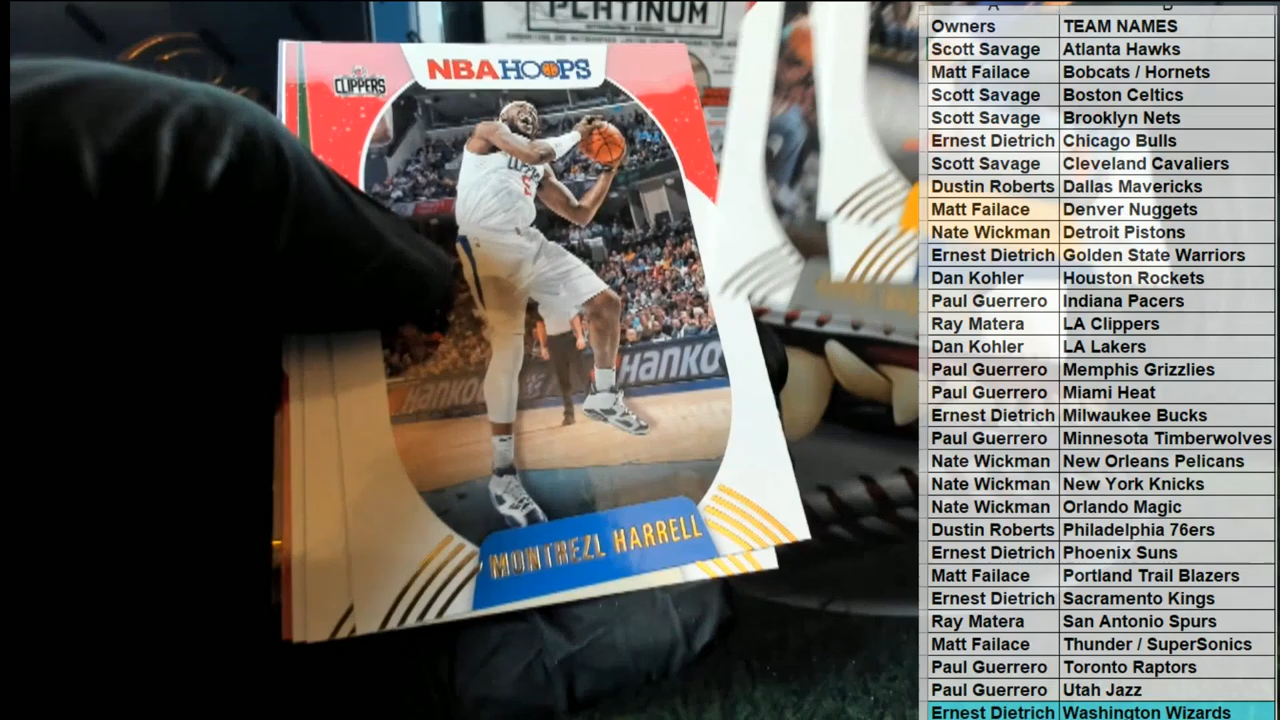 PLATINUM
NBA HOOPS
CLIPPERS
HANKO
HANKOO
MONTREZL HARRELL
A B
Owners TEAM NAMES
Scott Savage Atlanta Hawks
Matt Failace Bobcats / Hornets
Scott Savage Boston Celtics
Scott Savage Brooklyn Nets
Ernest Dietrich Chicago Bulls
Scott Savage Cleveland Cavaliers
Dustin Roberts Dallas Mavericks
Matt Failace Denver Nuggets
Nate Wickman Detroit Pistons
Ernest Dietrich Golden State Warriors
Dan Kohler Houston Rockets
Paul Guerrero Indiana Pacers
Ray Matera LA Clippers
Dan Kohler LA Lakers
Paul Guerrero Memphis Grizzlies
Paul Guerrero Miami Heat
Ernest Dietrich Milwaukee Bucks
Paul Guerrero Minnesota Timberwolves
Nate Wickman New Orleans Pelicans
Nate Wickman New York Knicks
Nate Wickman Orlando Magic
Dustin Roberts Philadelphia 76ers
Ernest Dietrich Phoenix Suns
Matt Failace Portland Trail Blazers
Ernest Dietrich Sacramento Kings
Ray Matera San Antonio Spurs
Matt Failace Thunder / SuperSonics
Paul Guerrero Toronto Raptors
Paul Guerrero Utah Jazz
Ernest Dietrich Washington Wizards